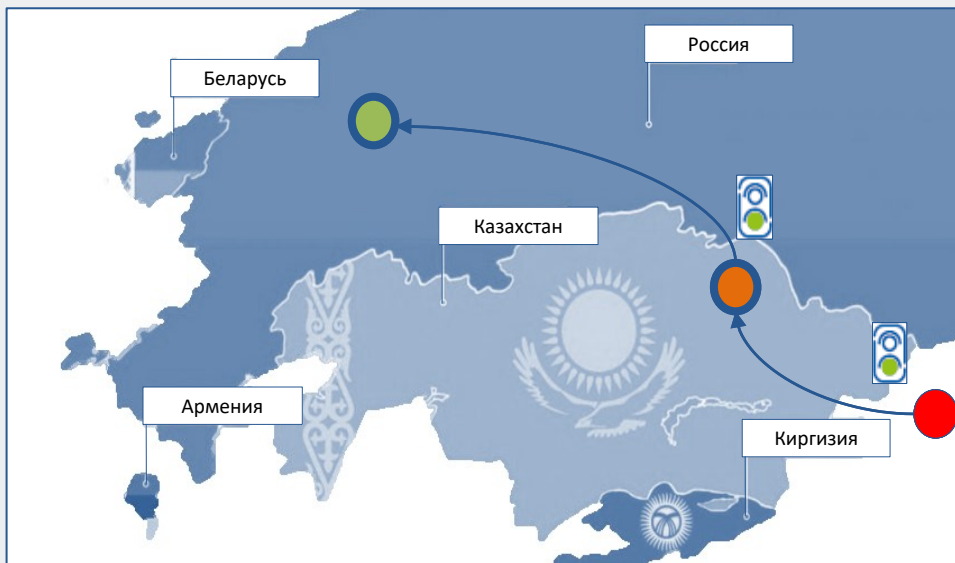 Россия
Беларусь
Казахстан
Армения
Киргизия